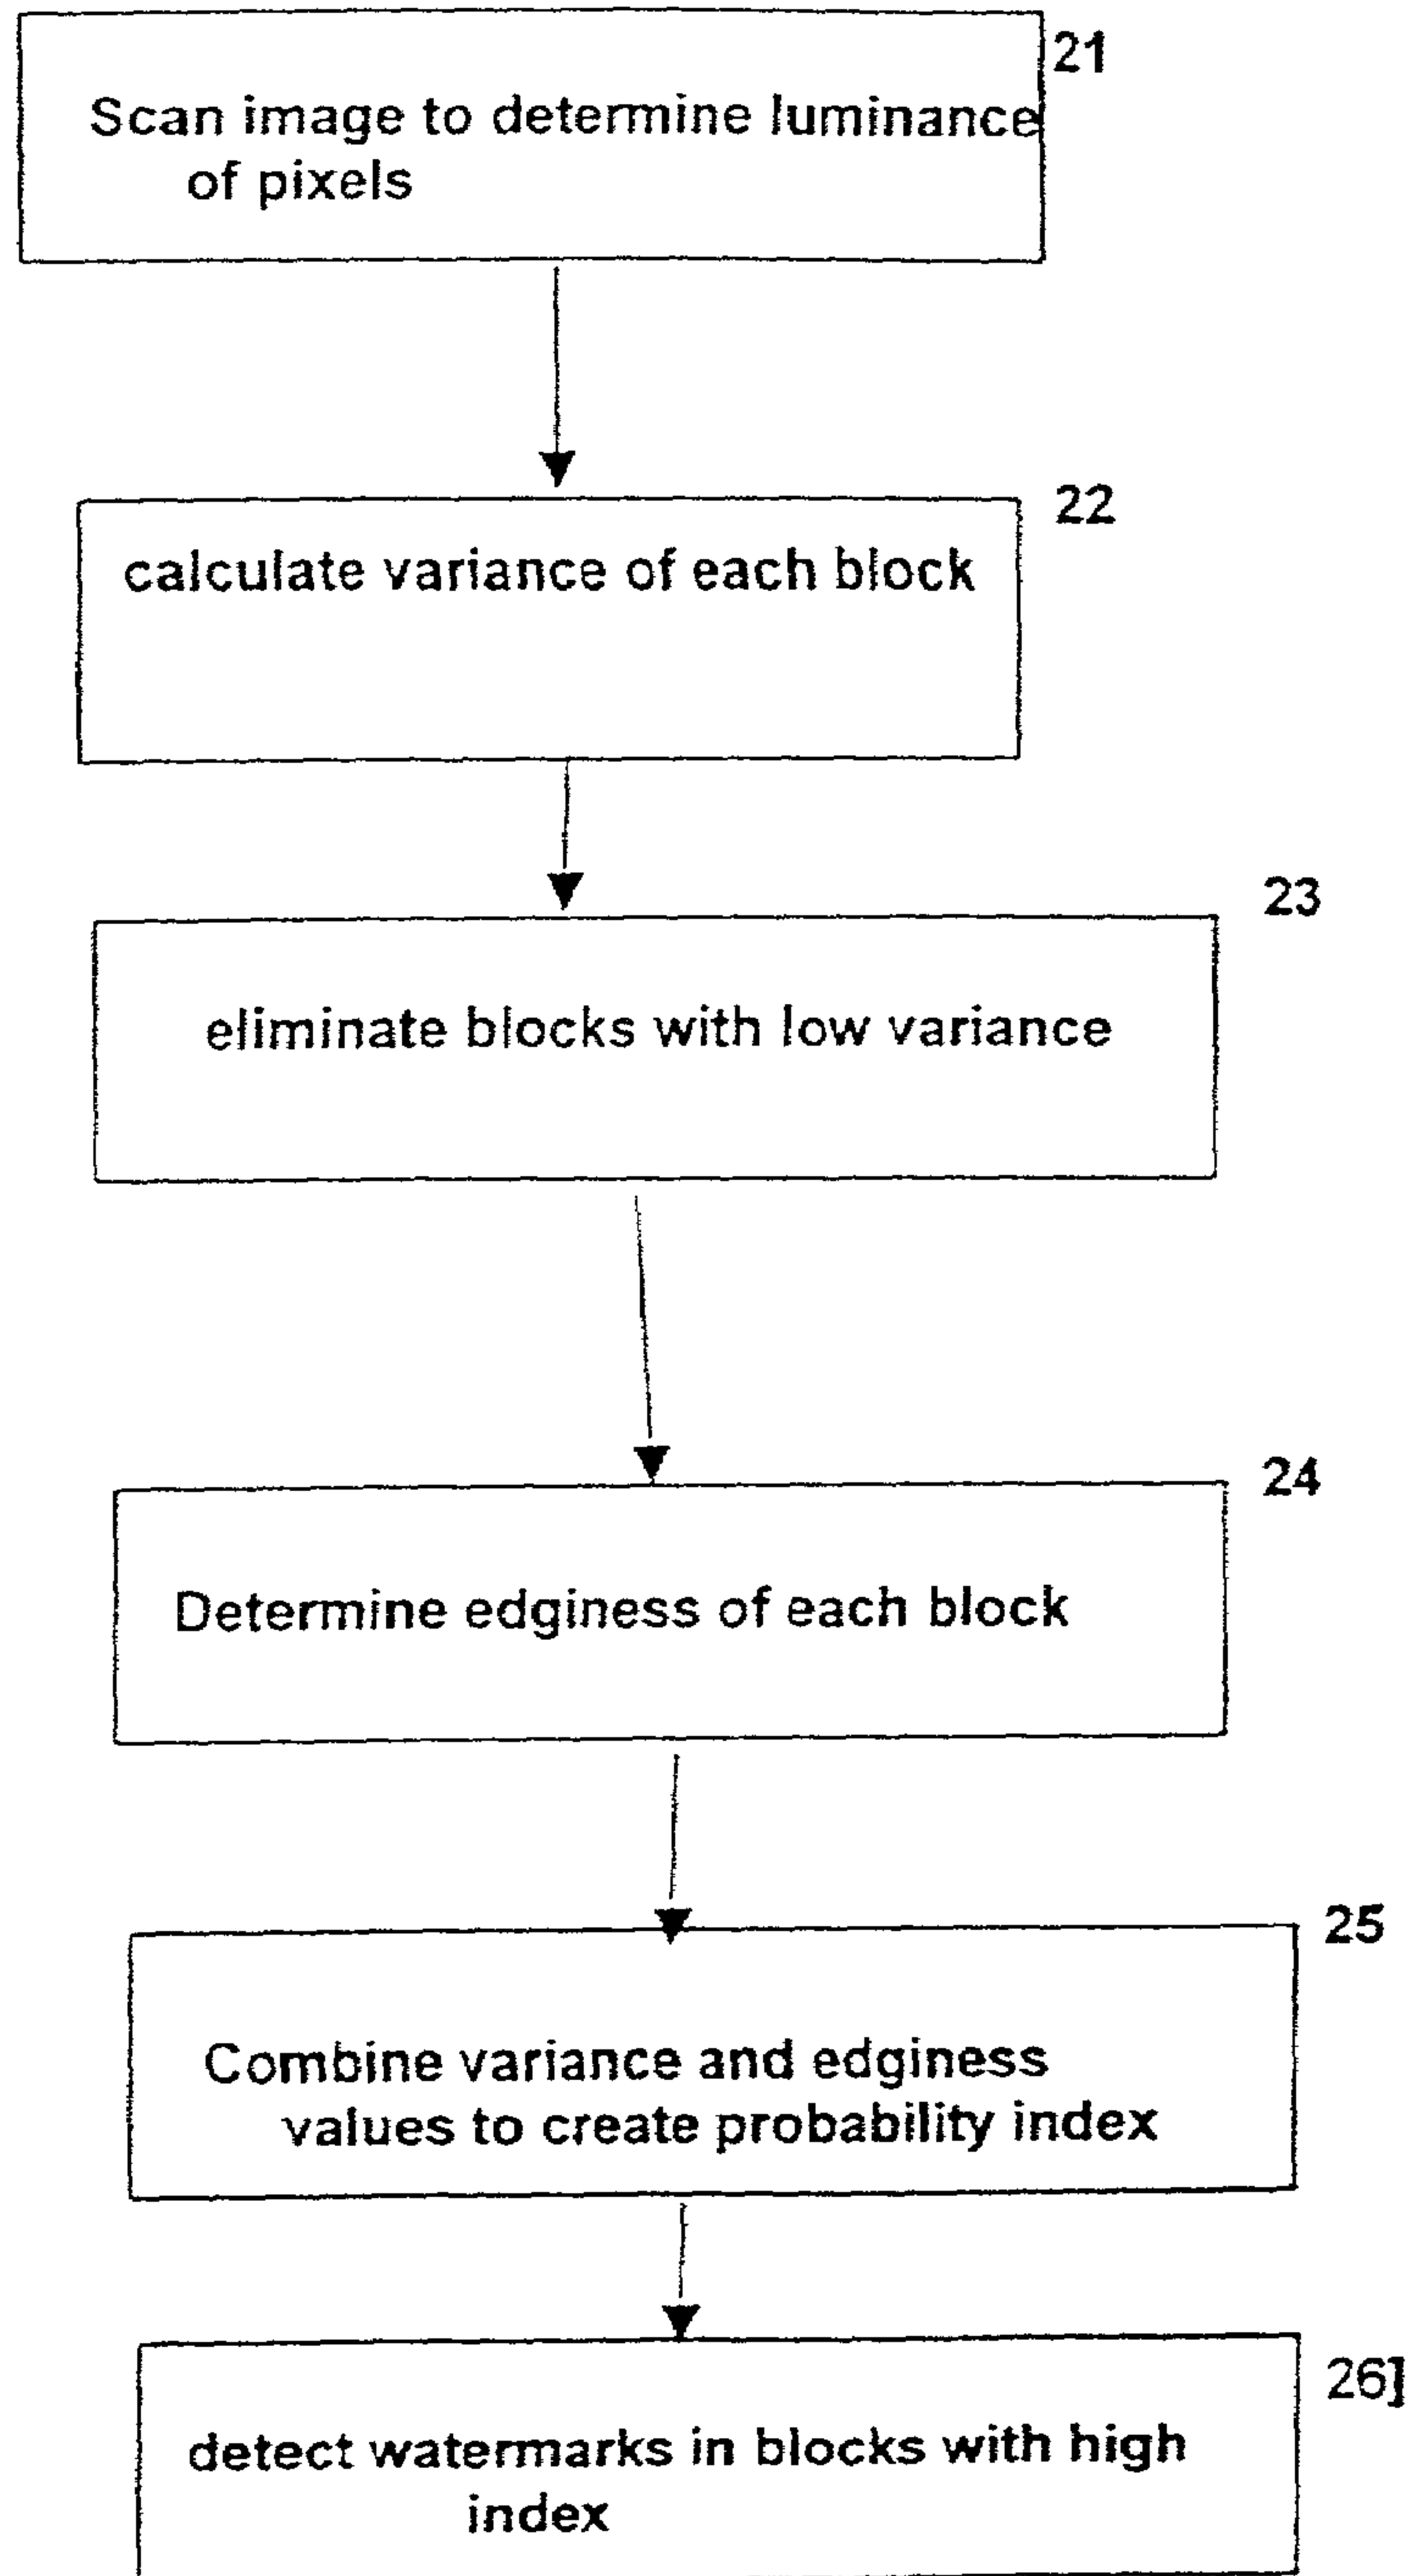 21
Scan image to determine luminance
of pixels
22
calculate variance of each block
23
eliminate blocks with low variance
24
Determine edginess of each block
25
Combine variance and edginess
values to create probability index
26]
detect watermarks in blocks with high
index